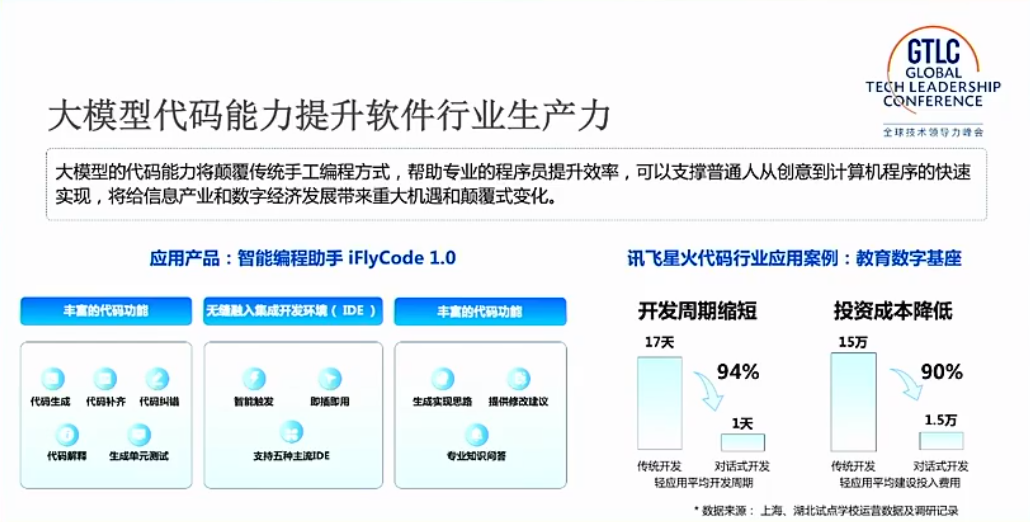 GTLC
GLOBAL
TECH LEADERSHIP
CONFERENCE
全球技术领导力峰会
大模型代码能力提升软件行业生产力
大模型的代码能力将颠覆传统手工编程方式，帮助专业的程序员提升效率，可以支撑普通人从创意到计算机程序的快速
实现，将给信息产业和数字经济发展带来重大机遇和颠覆式变化。
应用产品：智能编程助手 iFlyCode 1.0
丰富的代码功能
无缝融入集成开发环境（ IDE ）
丰富的代码功能
代码生成
代码补齐
代码纠错
代码解释
生成单元测试
智能触发
即插即用
支持五种主流IDE
生成实现思路
提供修改建议
专业知识问答
讯飞星火代码行业应用案例：教育数字基座
开发周期缩短
17天
94%
1天
传统开发
对话式开发
轻应用平均开发周期
投资成本降低
15万
90%
1.5万
传统开发
对话式开发
轻应用平均建设投入费用
* 数据来源： 上海、湖北试点学校运营数据及调研记录